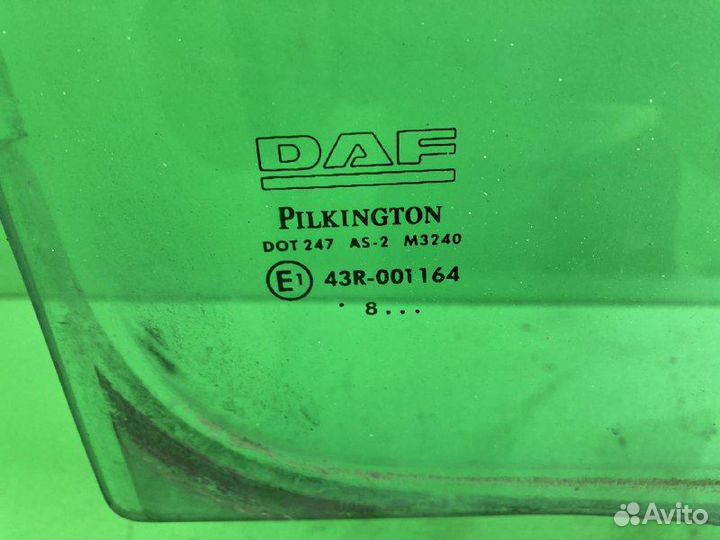 DAF
PILKINGTON
DOT 247 AS-2 M3240
E1 43R-001164
. 8...
Avito